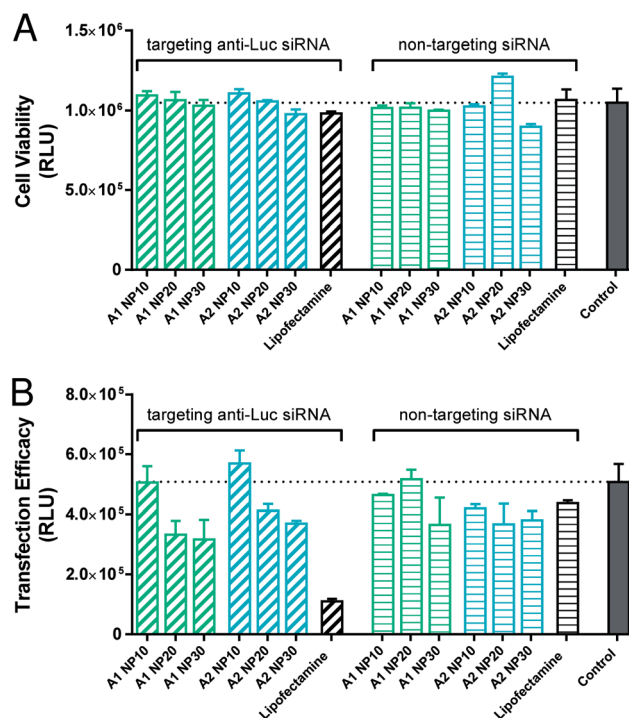 A
targeting anti-Luc siRNA
non-targeting siRNA
Cell Viability
(RLU)
1.5×10⁶
1.0×10⁶
5.0×10⁵
0
A1 NP10
A1 NP20
A1 NP30
A2 NP10
A2 NP20
A2 NP30
Lipofectamine
A1 NP10
A1 NP20
A1 NP30
A2 NP10
A2 NP20
A2 NP30
Lipofectamine
Control
B
targeting anti-Luc siRNA
non-targeting siRNA
Transfection Efficacy
(RLU)
8.0×10⁵
6.0×10⁵
4.0×10⁵
2.0×10⁵
0
A1 NP10
A1 NP20
A1 NP30
A2 NP10
A2 NP20
A2 NP30
Lipofectamine
A1 NP10
A1 NP20
A1 NP30
A2 NP10
A2 NP20
A2 NP30
Lipofectamine
Control